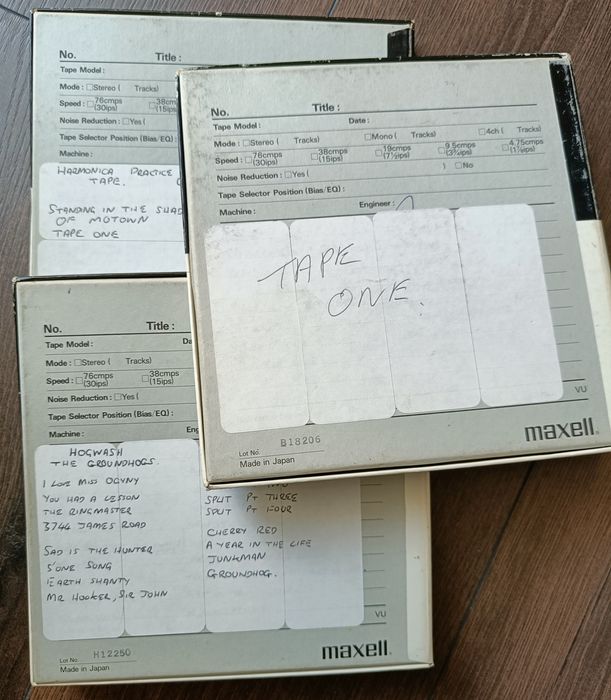 No. Title :
Tape Model :
Mode : □Stereo ( Tracks)
Speed : □76cmps (30ips) □38cm (15ips
Noise Reduction : □Yes (
Tape Selector Position (Bias/EQ) :
Machine :
HARMONICA PRACTICE
TAPE.
STANDING IN THE SHAD
OF MOTOWN
TAPE ONE
No. Title :
Tape Model : Date :
Mode : □Stereo ( Tracks) □Mono ( Tracks) □4ch ( Tracks)
Speed : □76cmps (30ips) □38cmps (15ips) □19cmps (7½ips) □9.5cmps (3¾ips) □4.75cmps (1⅞ips)
Noise Reduction : □Yes ( ) □No
Tape Selector Position (Bias/EQ) :
Machine : Engineer :
TAPE
ONE.
VU
maxell.
Lot No. B18206
Made in Japan
No. Title :
Tape Model : Da
Mode : □Stereo ( Tracks)
Speed : □76cmps (30ips) □38cmps (15ips)
Noise Reduction : □Yes (
Tape Selector Position (Bias/EQ) :
Machine : Eng
HOGWASH
THE GROUNDHOGS.
I LOVE MISS OGVNY
YOU HAD A LESSON
THE RINGMASTER
3744 JAMES ROAD
SAD IS THE HUNTER
S'ONE SONG
EARTH SHANTY
MR HOOKER, SIR JOHN
SPLIT PT THREE
SPLIT PT FOUR
CHERRY RED
A YEAR IN THE LIFE
JUNKMAN
GROUNDHOG.
VU
maxell.
Lot No. H12250
Made in Japan